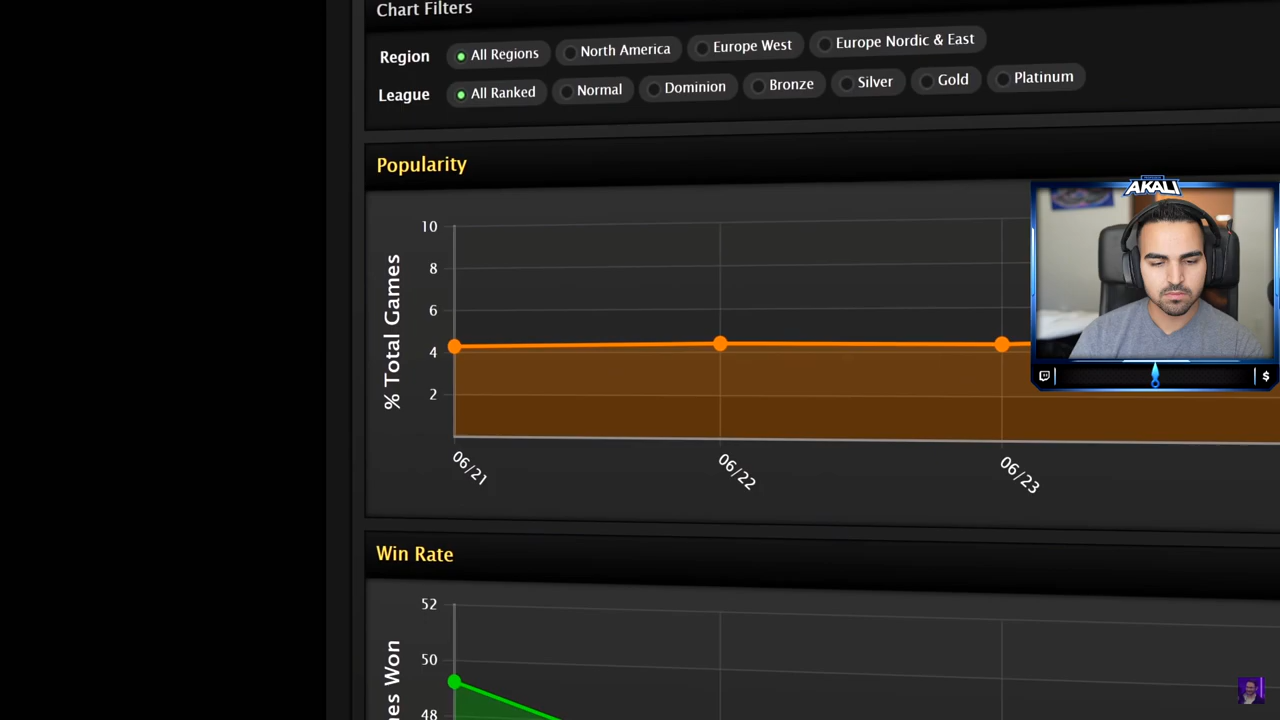 Chart Filters
Region All Regions North America Europe West Europe Nordic & East
League All Ranked Normal Dominion Bronze Silver Gold Platinum
Popularity
AKALI
% Total Games
10
8
6
4
2
06/21 06/22 06/23
$
Win Rate
52
50
48